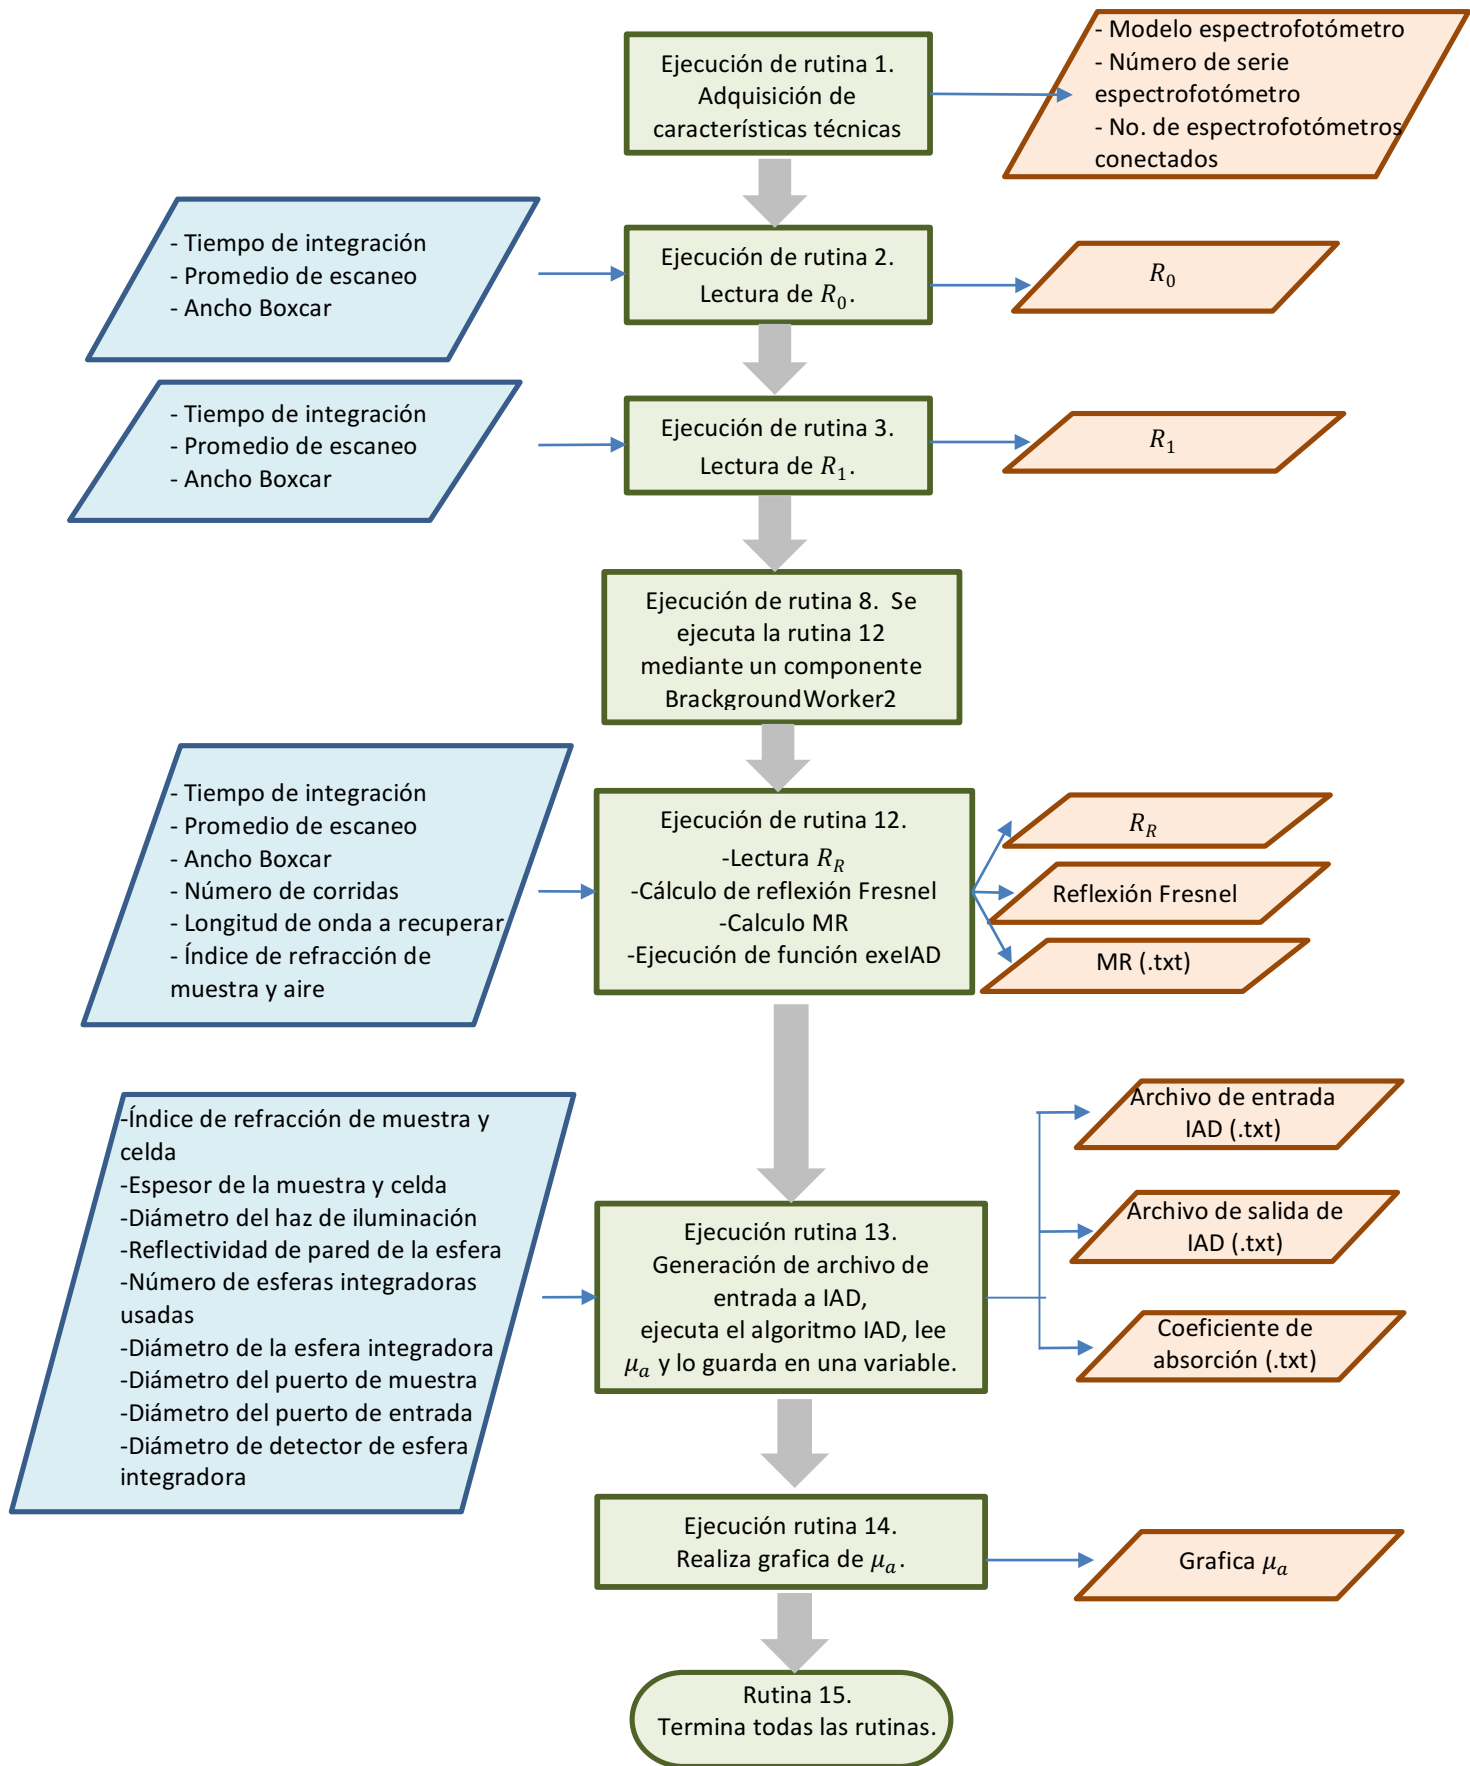 Ejecución de rutina 1.
Adquisición de
características técnicas
- Modelo espectrofotómetro
- Número de serie
espectrofotómetro
- No. de espectrofotómetros
conectados
- Tiempo de integración
- Promedio de escaneo
- Ancho Boxcar
Ejecución de rutina 2.
Lectura de R₀.
R₀
- Tiempo de integración
- Promedio de escaneo
- Ancho Boxcar
Ejecución de rutina 3.
Lectura de R₁.
R₁
Ejecución de rutina 8. Se
ejecuta la rutina 12
mediante un componente
BrackgroundWorker2
- Tiempo de integración
- Promedio de escaneo
- Ancho Boxcar
- Número de corridas
- Longitud de onda a recuperar
- Índice de refracción de
muestra y aire
Ejecución de rutina 12.
-Lectura R_R
-Cálculo de reflexión Fresnel
-Calculo MR
-Ejecución de función exeIAD
R_R
Reflexión Fresnel
MR (.txt)
-Índice de refracción de muestra y
celda
-Espesor de la muestra y celda
-Diámetro del haz de iluminación
-Reflectividad de pared de la esfera
-Número de esferas integradoras
usadas
-Diámetro de la esfera integradora
-Diámetro del puerto de muestra
-Diámetro del puerto de entrada
-Diámetro de detector de esfera
integradora
Ejecución rutina 13.
Generación de archivo de
entrada a IAD,
ejecuta el algoritmo IAD, lee
μₐ y lo guarda en una variable.
Archivo de entrada
IAD (.txt)
Archivo de salida de
IAD (.txt)
Coeficiente de
absorción (.txt)
Ejecución rutina 14.
Realiza grafica de μₐ.
Grafica μₐ
Rutina 15.
Termina todas las rutinas.